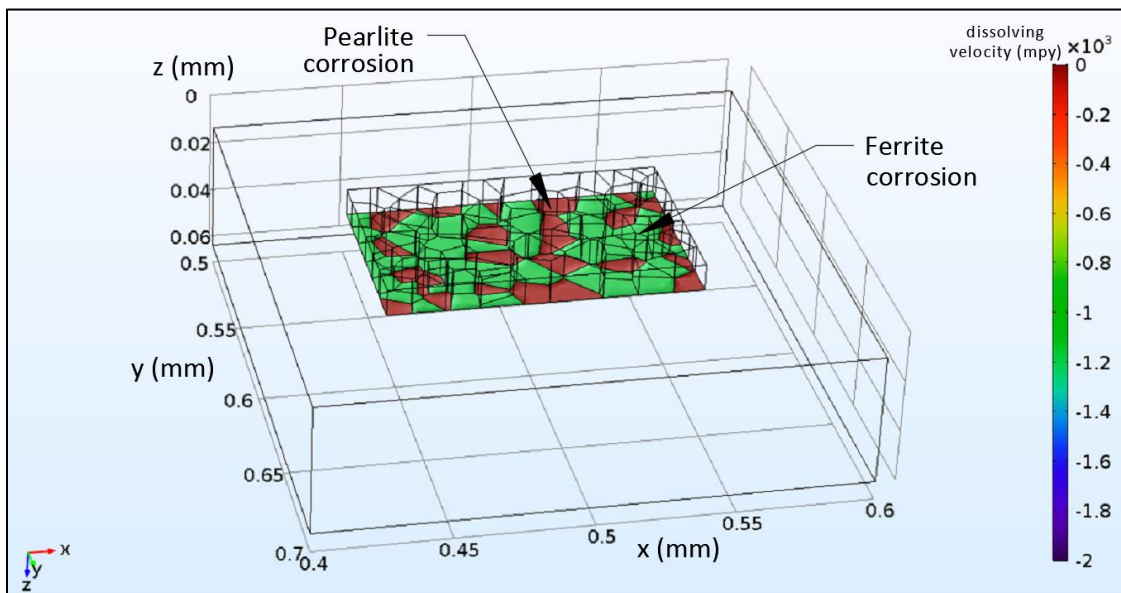 Pearlite
corrosion
Ferrite
corrosion
dissolving
velocity (mpy)
×10³
0
-0.2
-0.4
-0.6
-0.8
-1
-1.2
-1.4
-1.6
-1.8
-2
z (mm)
0
0.02
0.04
0.06
0.5
0.55
y (mm)
0.6
0.65
0.7
0.4
0.45
0.5
x (mm)
0.55
0.6
x
y
z